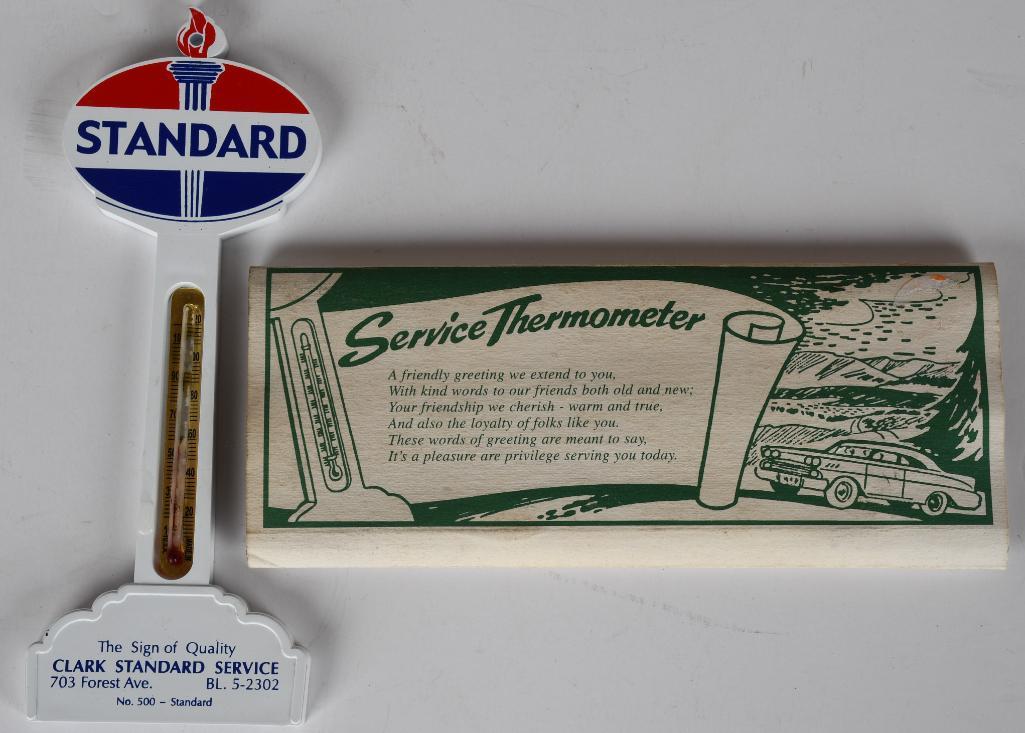 STANDARD
The Sign of Quality
CLARK STANDARD SERVICE
703 Forest Ave. BL. 5-2302
No. 500 – Standard
Service Thermometer
A friendly greeting we extend to you,
With kind words to our friends both old and new;
Your friendship we cherish - warm and true,
And also the loyalty of folks like you.
These words of greeting are meant to say,
It's a pleasure are privilege serving you today.